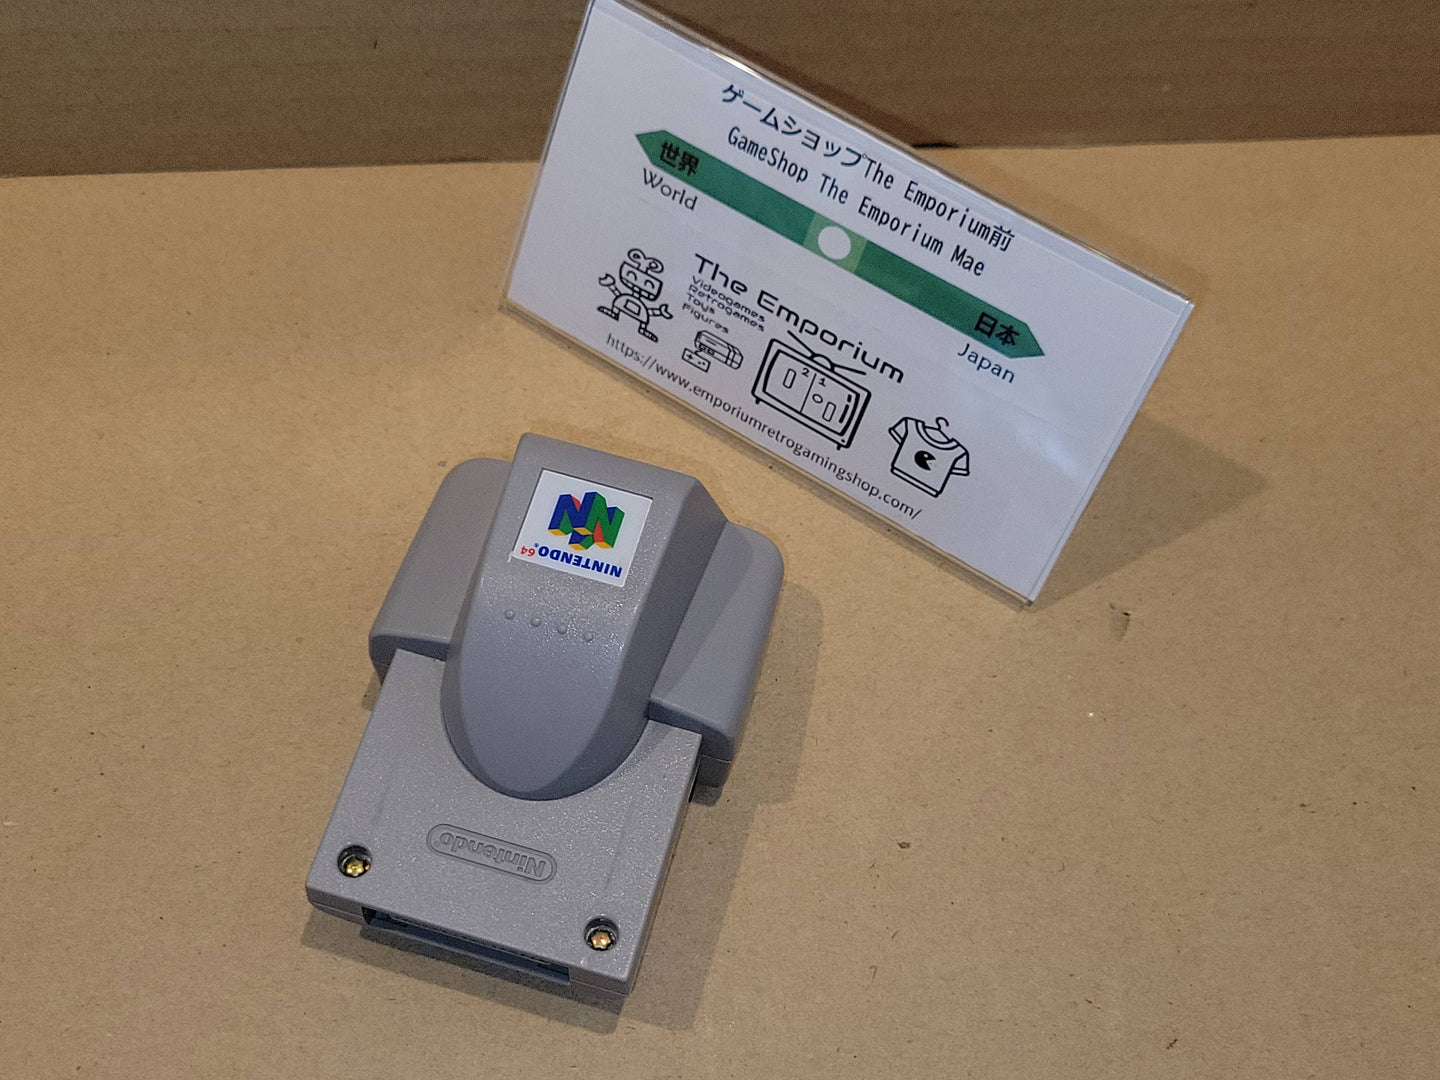 ゲームショップThe Emporium前
GameShop The Emporium Mae
世界
World
日本
Japan
The Emporium
Videogames
Retrogames
Toys
Figures
2 1
https://www.emporiumretrogamingshop.com/
NINTENDO64
Nintendo